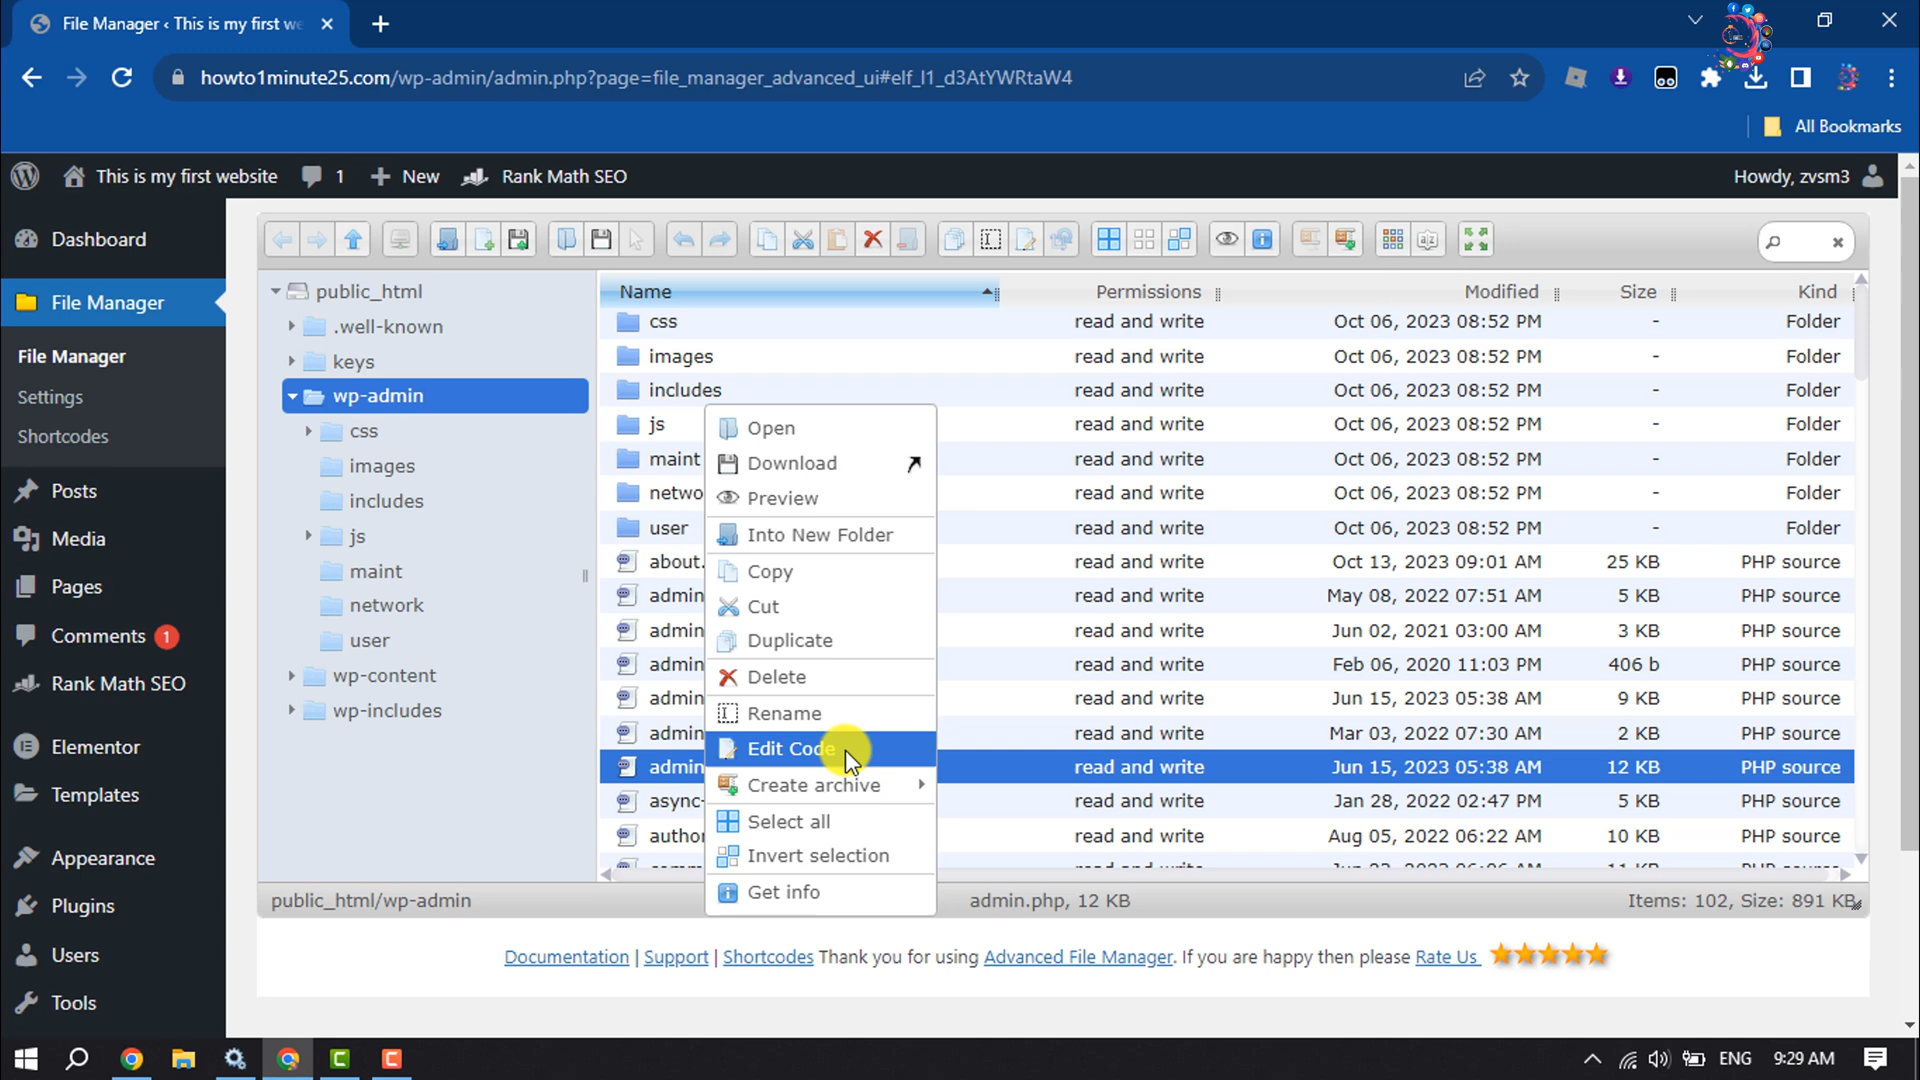 File Manager ‹ This is my first we
howto1minute25.com/wp-admin/admin.php?page=file_manager_advanced_ui#elf_l1_d3AtYWRtaW4
All Bookmarks
This is my first website 1 New Rank Math SEO Howdy, zvsm3
Dashboard
File Manager
File Manager
Settings
Shortcodes
Posts
Media
Pages
Comments 1
Rank Math SEO
Elementor
Templates
Appearance
Plugins
Users
Tools
public_html
.well-known
keys
wp-admin
css
images
includes
js
maint
network
user
wp-content
wp-includes
Name Permissions Modified Size Kind
css read and write Oct 06, 2023 08:52 PM - Folder
images read and write Oct 06, 2023 08:52 PM - Folder
includes read and write Oct 06, 2023 08:52 PM - Folder
js read and write Oct 06, 2023 08:52 PM - Folder
maint read and write Oct 06, 2023 08:52 PM - Folder
netwo read and write Oct 06, 2023 08:52 PM - Folder
user read and write Oct 06, 2023 08:52 PM - Folder
about. read and write Oct 13, 2023 09:01 AM 25 KB PHP source
admin read and write May 08, 2022 07:51 AM 5 KB PHP source
admin read and write Jun 02, 2021 03:00 AM 3 KB PHP source
admin read and write Feb 06, 2020 11:03 PM 406 b PHP source
admin read and write Jun 15, 2023 05:38 AM 9 KB PHP source
admin read and write Mar 03, 2022 07:30 AM 2 KB PHP source
admin read and write Jun 15, 2023 05:38 AM 12 KB PHP source
async- read and write Jan 28, 2022 02:47 PM 5 KB PHP source
author read and write Aug 05, 2022 06:22 AM 10 KB PHP source
Open
Download
Preview
Into New Folder
Copy
Cut
Duplicate
Delete
Rename
Edit Code
Create archive
Select all
Invert selection
Get info
public_html/wp-admin admin.php, 12 KB Items: 102, Size: 891 KB
Documentation | Support | Shortcodes Thank you for using Advanced File Manager. If you are happy then please Rate Us
ENG 9:29 AM